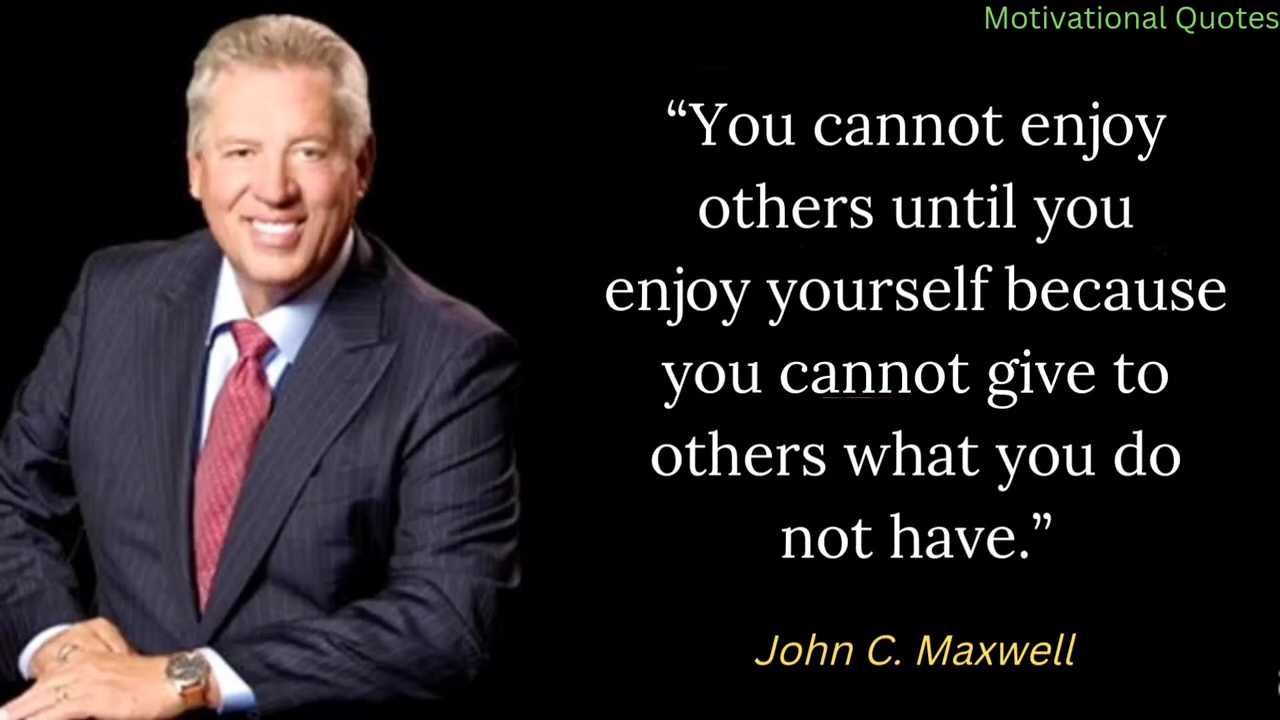 Motivational Quotes
“You cannot enjoy
others until you
enjoy yourself because
you cannot give to
others what you do
not have.”
John C. Maxwell